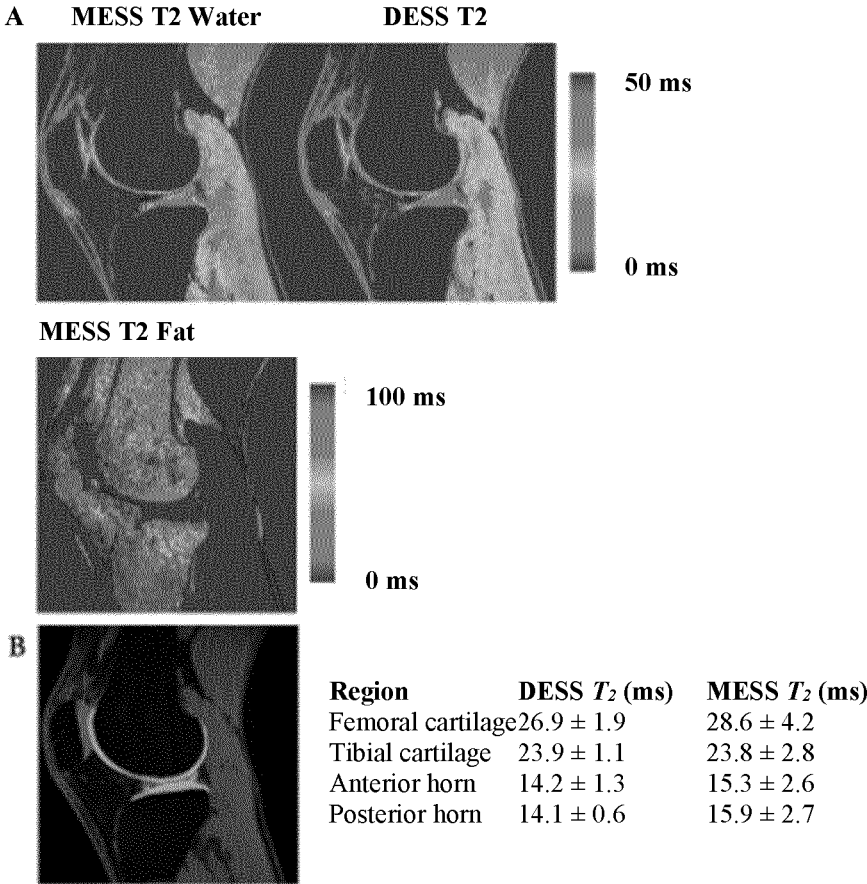 A
MESS T2 Water
DESS T2
50 ms
0 ms
MESS T2 Fat
100 ms
0 ms
B
Region DESS T2 (ms) MESS T2 (ms)
Femoral cartilage 26.9 ± 1.9 28.6 ± 4.2
Tibial cartilage 23.9 ± 1.1 23.8 ± 2.8
Anterior horn 14.2 ± 1.3 15.3 ± 2.6
Posterior horn 14.1 ± 0.6 15.9 ± 2.7